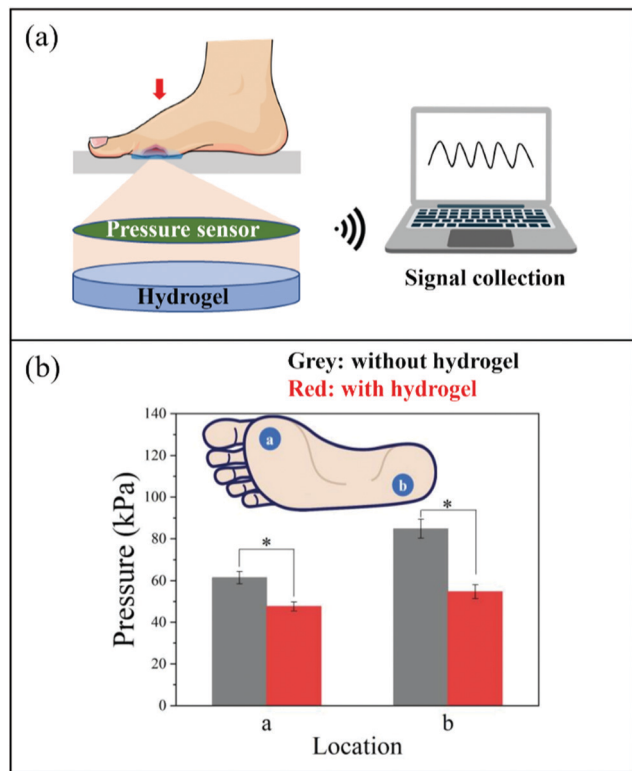 (a)
Pressure sensor
Hydrogel
Signal collection
(b)
Grey: without hydrogel
Red: with hydrogel
Pressure (kPa)
140
120
100
80
60
40
20
0
a
b
*
*
a
b
Location